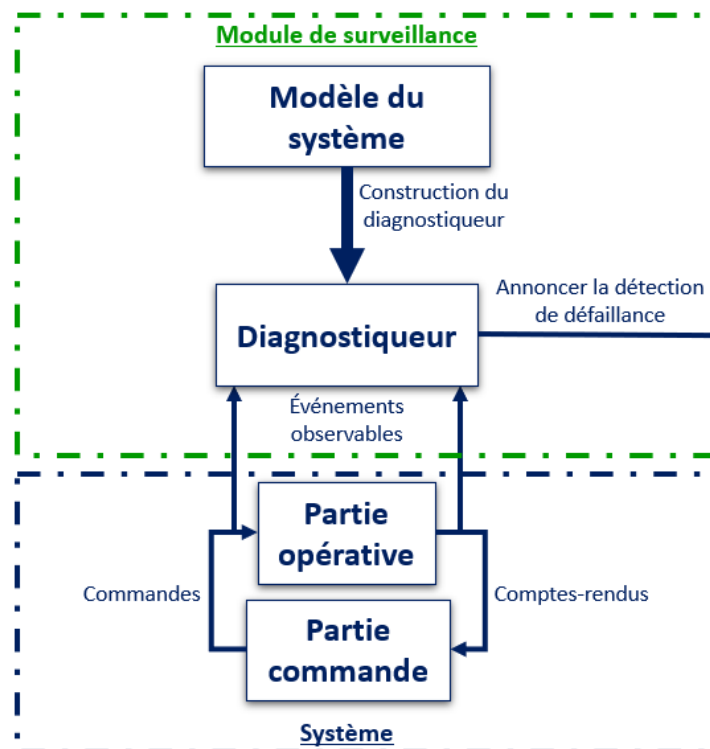 Module de surveillance
Modèle du
système
Construction du
diagnostiqueur
Annoncer la détection
de défaillance
Diagnostiqueur
Événements
observables
Partie
opérative
Commandes
Comptes-rendus
Partie
commande
Système